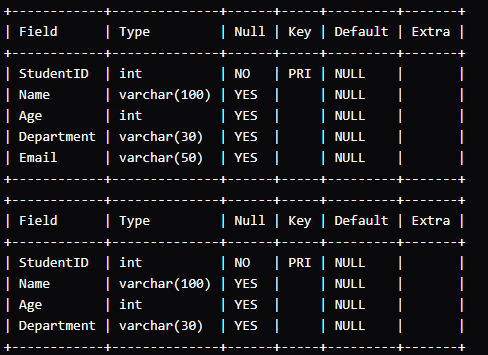 +------------+--------------+------+-----+---------+-------+
| Field      | Type         | Null | Key | Default | Extra |
+------------+--------------+------+-----+---------+-------+
| StudentID  | int          | NO   | PRI | NULL    |       |
| Name       | varchar(100) | YES  |     | NULL    |       |
| Age        | int          | YES  |     | NULL    |       |
| Department | varchar(30)  | YES  |     | NULL    |       |
| Email      | varchar(50)  | YES  |     | NULL    |       |
+------------+--------------+------+-----+---------+-------+
+------------+--------------+------+-----+---------+-------+
| Field      | Type         | Null | Key | Default | Extra |
+------------+--------------+------+-----+---------+-------+
| StudentID  | int          | NO   | PRI | NULL    |       |
| Name       | varchar(100) | YES  |     | NULL    |       |
| Age        | int          | YES  |     | NULL    |       |
| Department | varchar(30)  | YES  |     | NULL    |       |
+------------+--------------+------+-----+---------+-------+